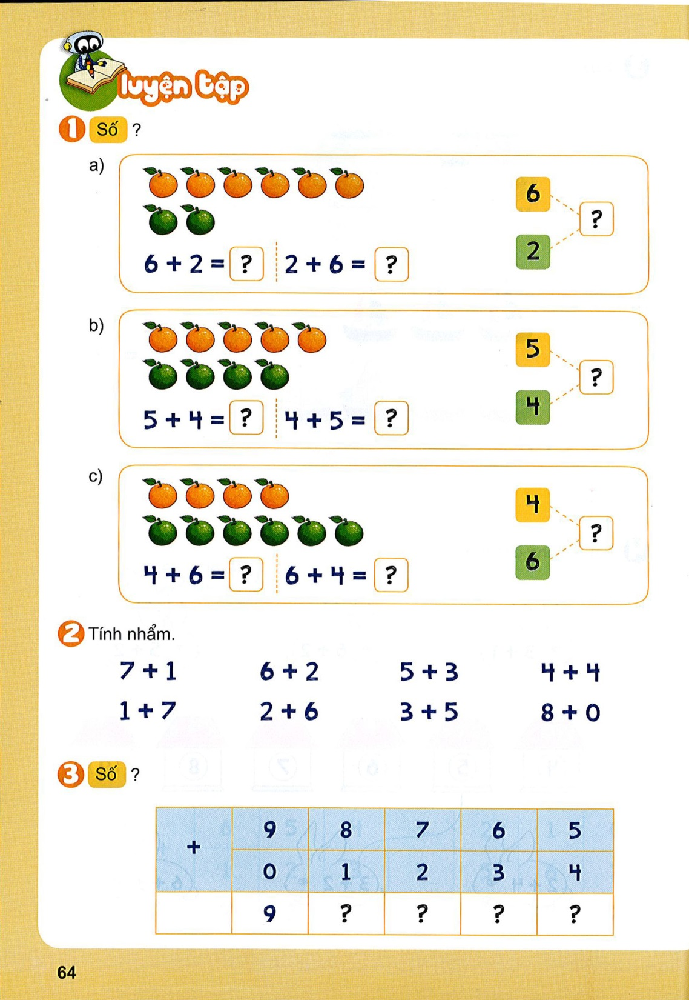 luyện tập
1 Số ?
a)
6
?
2
6 + 2 = ? 2 + 6 = ?
b)
5
?
4
5 + 4 = ? 4 + 5 = ?
c)
4
?
6
4 + 6 = ? 6 + 4 = ?
2 Tính nhẩm.
7 + 1 6 + 2 5 + 3 4 + 4
1 + 7 2 + 6 3 + 5 8 + 0
3 Số ?
+ 9 8 7 6 5
0 1 2 3 4
9 ? ? ? ?
64